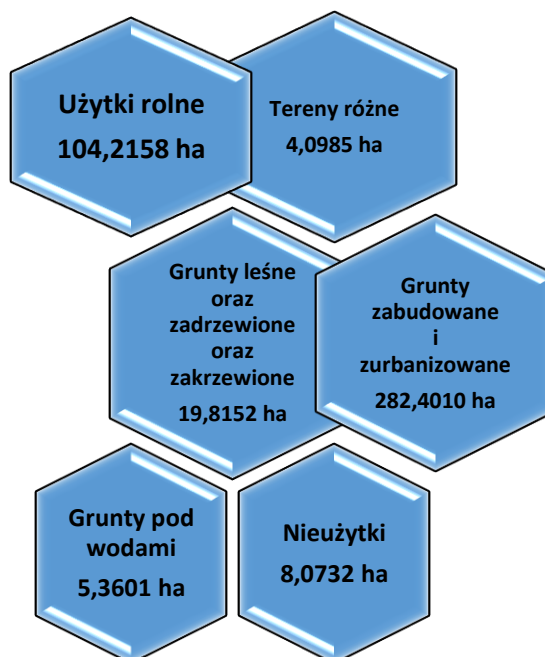 Użytki rolne
104,2158 ha
Tereny różne
4,0985 ha
Grunty leśne
oraz
zadrzewione
oraz
zakrzewione
19,8152 ha
Grunty
zabudowane
i
zurbanizowane
282,4010 ha
Grunty pod
wodami
5,3601 ha
Nieużytki
8,0732 ha